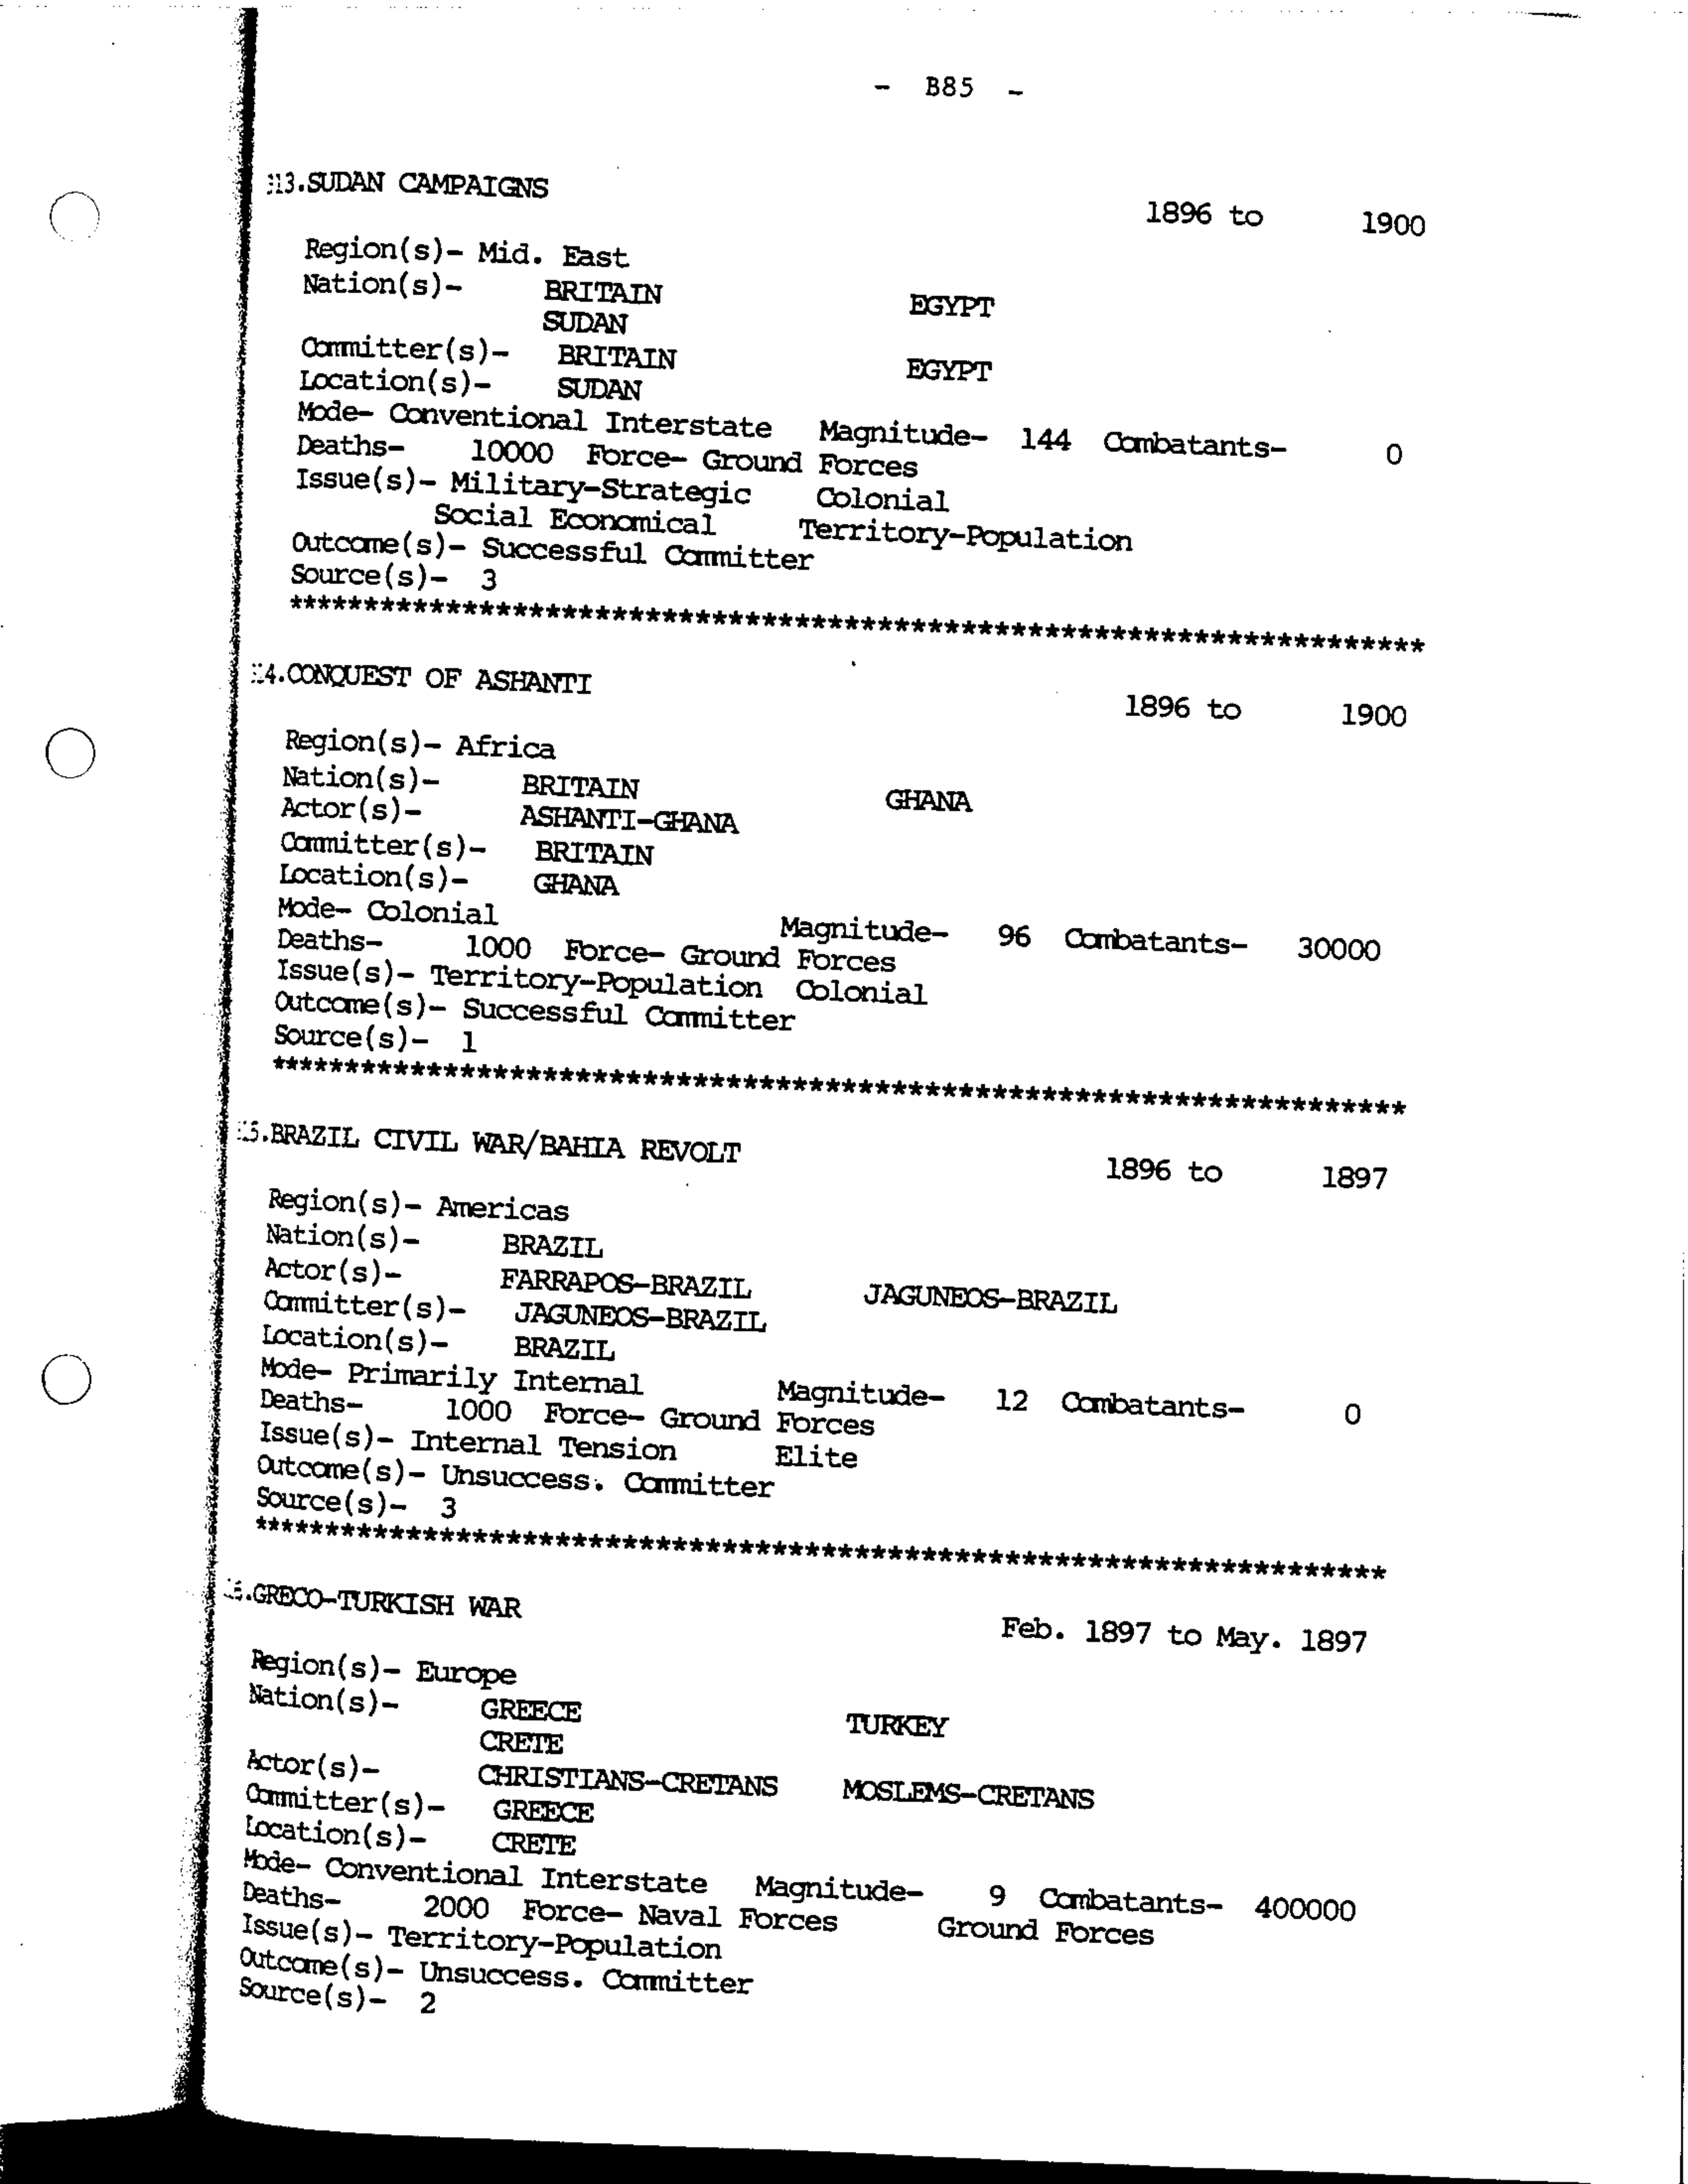 - B85 -
13.SUDAN CAMPAIGNS 1896 to 1900
Region(s)- Mid. East
Nation(s)- BRITAIN EGYPT
SUDAN
Committer(s)- BRITAIN EGYPT
Location(s)- SUDAN
Mode- Conventional Interstate Magnitude- 144 Combatants- 0
Deaths- 10000 Force- Ground Forces
Issue(s)- Military-Strategic Colonial
Social Economical Territory-Population
Outcome(s)- Successful Committer
Source(s)- 3
*********************************************************************
4.CONQUEST OF ASHANTI 1896 to 1900
Region(s)- Africa
Nation(s)- BRITAIN GHANA
Actor(s)- ASHANTI-GHANA
Committer(s)- BRITAIN
Location(s)- GHANA
Mode- Colonial Magnitude- 96 Combatants- 30000
Deaths- 1000 Force- Ground Forces
Issue(s)- Territory-Population Colonial
Outcome(s)- Successful Committer
Source(s)- 1
*********************************************************************
5.BRAZIL CIVIL WAR/BAHIA REVOLT 1896 to 1897
Region(s)- Americas
Nation(s)- BRAZIL
Actor(s)- FARRAPOS-BRAZIL JAGUNEOS-BRAZIL
Committer(s)- JAGUNEOS-BRAZIL
Location(s)- BRAZIL
Mode- Primarily Internal Magnitude- 12 Combatants- 0
Deaths- 1000 Force- Ground Forces
Issue(s)- Internal Tension Elite
Outcome(s)- Unsuccess. Committer
Source(s)- 3
*********************************************************************
.GRECO-TURKISH WAR Feb. 1897 to May. 1897
Region(s)- Europe
Nation(s)- GREECE TURKEY
CRETE
Actor(s)- CHRISTIANS-CRETANS MOSLEMS-CRETANS
Committer(s)- GREECE
Location(s)- CRETE
Mode- Conventional Interstate Magnitude- 9 Combatants- 400000
Deaths- 2000 Force- Naval Forces Ground Forces
Issue(s)- Territory-Population
Outcome(s)- Unsuccess. Committer
Source(s)- 2